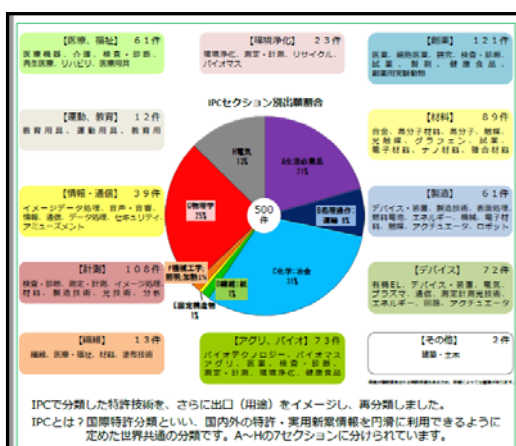 【医療、福祉】 61件
医療機器、介護、検査・診断、
再生医療、リハビリ、医療用具
【環境浄化】 23件
環境浄化、測定・計測、リサイクル、
バイオマス
【創薬】 121件
医薬、細胞医薬、研究、検査・診断、
試薬、製剤、健康食品、
創薬用実験動物
【運動、教育】 12件
教育用具、運動用具、教育用
IPCセクション別出願割合
【材料】 89件
合金、高分子材料、高分子、触媒、
光触媒、グラフェン、試薬、
電子材料、ナノ材料、複合材料
H電気
13%
A生活必需品
21%
【情報・通信】 39件
イメージデータ処理、音声・音響、
情報、通信、データ処理、セキュリティ、
アミューズメント
G物理学
25%
500
件
B処理操作;
運輸 8%
【製造】 61件
デバイス・装置、製造技術、表面処理、
燃料電池、エネルギー、機械、電子材
料、触媒、アクチュエータ、ロボット
【計測】 108件
検査・診断、測定・計測、イメージ処理、
材料、製造技術、光技術、分析
F機械工学;
照明;加熱1%
E固定構造物
1%
D繊維;紙
1%
C化学;冶金
31%
【デバイス】 72件
有機EL、デバイス・装置、電気、
プラズマ、通信、測定計測光技術、
エネルギー、回路、アクチュエータ
【繊維】 13件
繊維、医療・福祉、材料、塗布技術
【アグリ、バイオ】 73件
バイオテクノロジー、バイオマス
アグリ、医薬、検査・診断、
測定・計測、環境浄化、健康食品
【その他】 2件
建築・土木
IPCで分類した特許技術を、さらに出口（用途）をイメージし、再分類しました。
IPCとは？国際特許分類といい、国内外の特許・実用新案情報を円滑に利用できるように
定めた世界共通の分類です。A～Hの7セクションに分けられています。